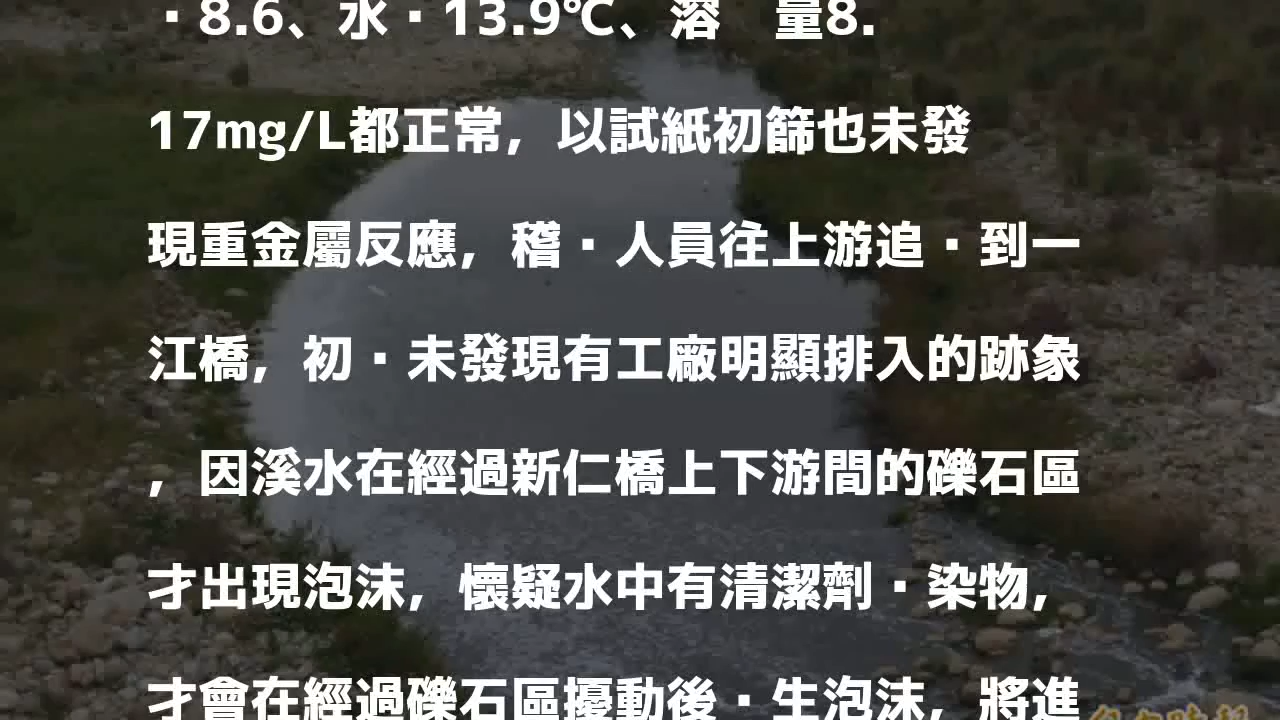 ・8.6、水・13.9℃、溶　量8.
17mg/L都正常，以試紙初篩也未發
現重金屬反應，稽・人員往上游追・到一
江橋，初・未發現有工廠明顯排入的跡象
，因溪水在經過新仁橋上下游間的礫石區
才出現泡沫，懷疑水中有清潔劑・染物，
才會在經過礫石區擾動後・生泡沫，將進